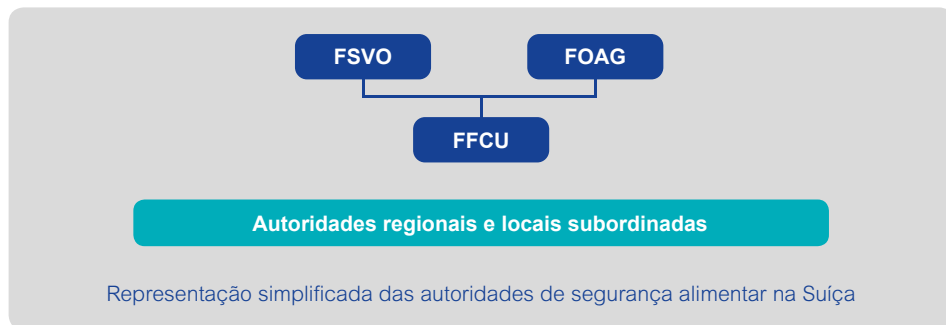 FSVO FOAG
FFCU
Autoridades regionais e locais subordinadas
Representação simplificada das autoridades de segurança alimentar na Suíça